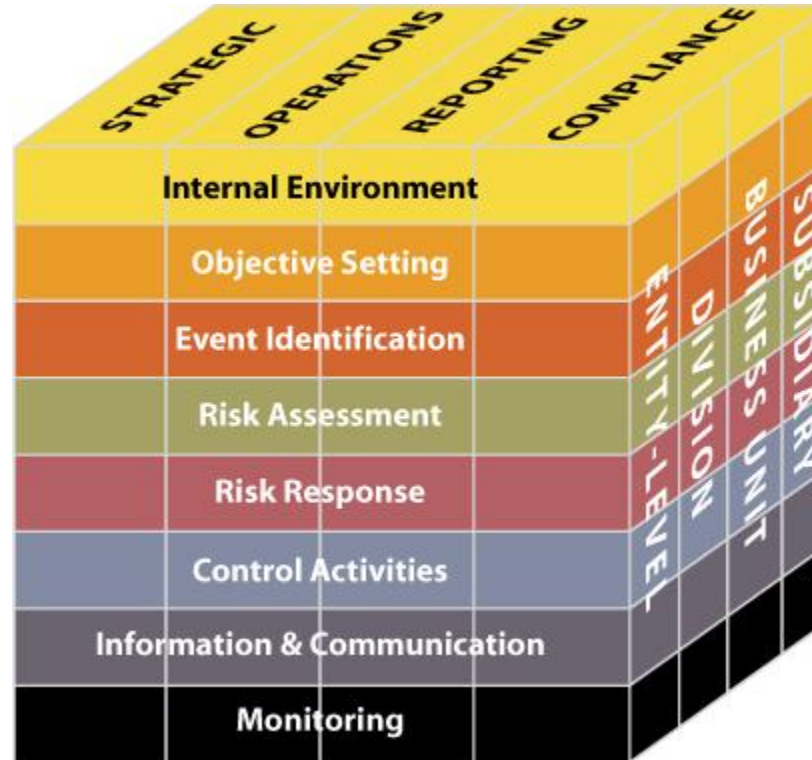 STRATEGIC
OPERATIONS
REPORTING
COMPLIANCE
Internal Environment
Objective Setting
Event Identification
Risk Assessment
Risk Response
Control Activities
Information & Communication
Monitoring
ENTITY-LEVEL
DIVISION
BUSINESS UNIT
SUBSIDIARY